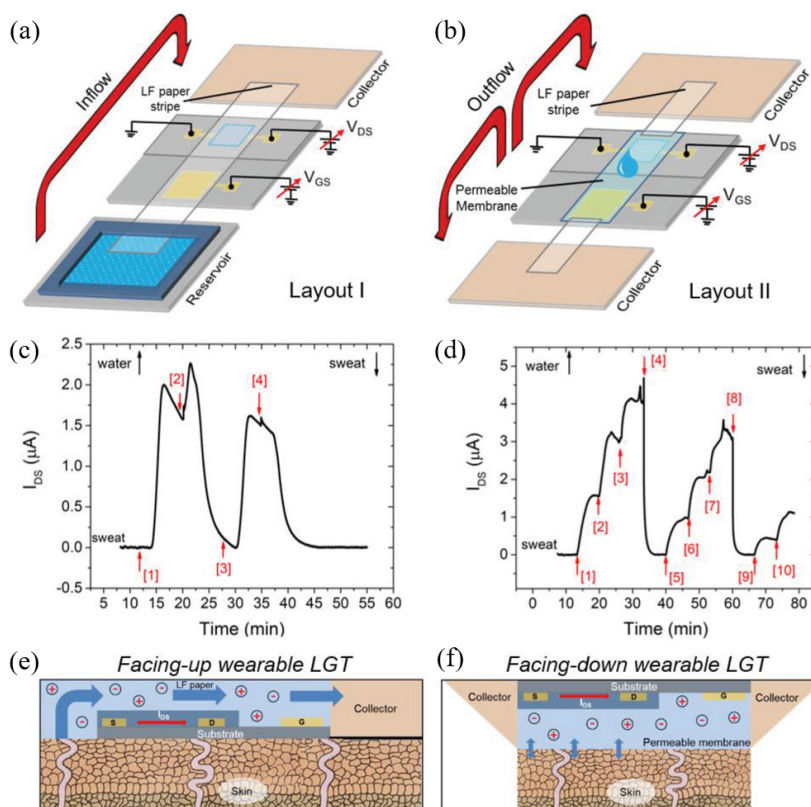 (a)
Inflow
LF paper
stripe
Collector
V_DS
V_GS
Reservoir
Layout I
(b)
Outflow
LF paper
stripe
Collector
V_DS
Permeable
Membrane
V_GS
Collector
Layout II
(c)
water
sweat
[1]
[2]
[3]
[4]
sweat
I_DS (μA)
2.5
2.0
1.5
1.0
0.5
0.0
-0.5
5 10 15 20 25 30 35 40 45 50 55 60
Time (min)
(d)
water
sweat
[1]
[2]
[3]
[4]
[5]
[6]
[7]
[8]
[9]
[10]
sweat
I_DS (μA)
5
4
3
2
1
0
0 10 20 30 40 50 60 70 80
Time (min)
(e)
Facing-up wearable LGT
LF paper
I_DS
S
D
G
Substrate
Collector
Skin
(f)
Facing-down wearable LGT
Collector
Substrate
S
I_DS
D
G
Collector
Permeable membrane
Skin